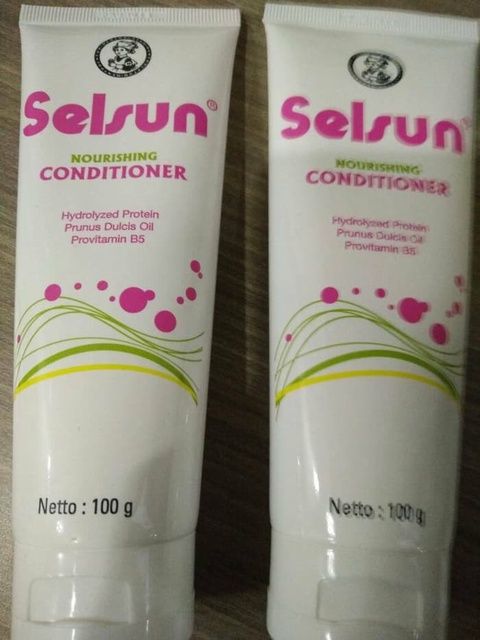 Selsun®
NOURISHING
CONDITIONER
Hydrolyzed Protein
Prunus Dulcis Oil
Provitamin B5
Netto : 100 g
Selsun
NOURISHING
CONDITIONER
Hydrolyzed Protein
Prunus Dulcis Oil
Provitamin B5
Netto : 100 g